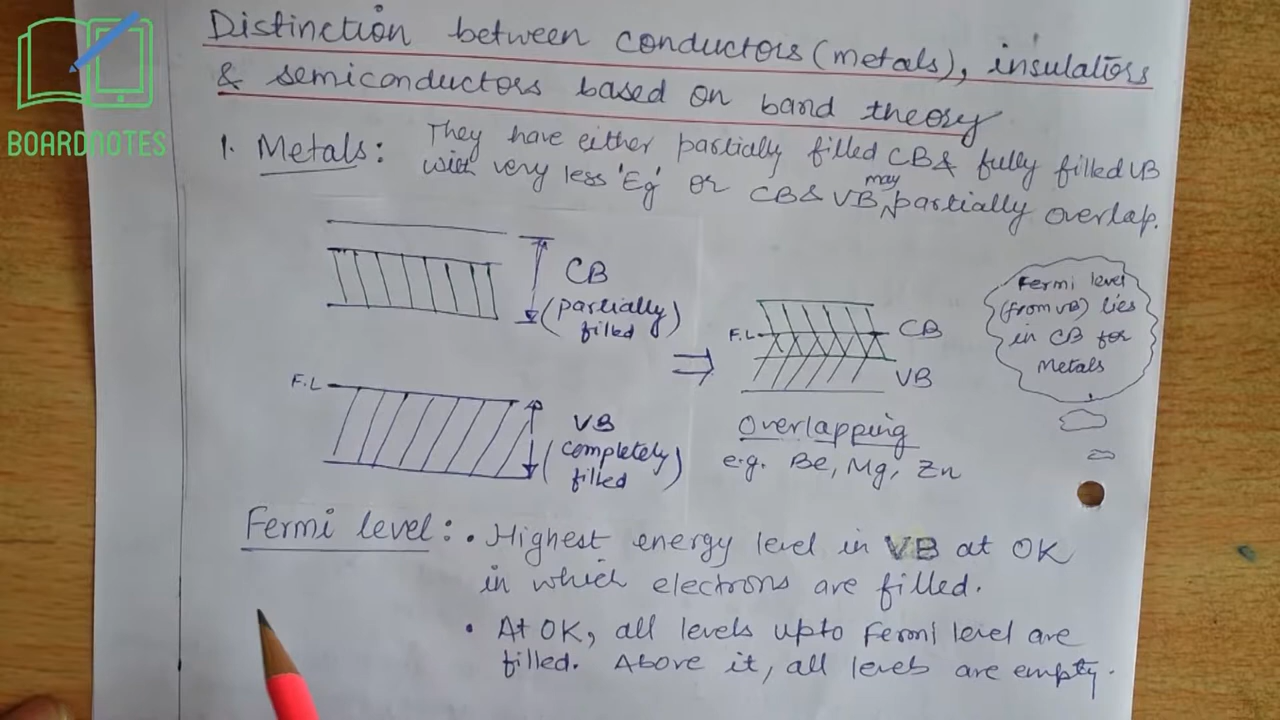 BOARDNOTES
Distinction between conductors (metals), insulators
& semiconductors based on band theory
1. Metals: They have either partially filled CB & fully filled VB
with very less 'Eg' or CB & VB may partially overlap.
CB
(partially)
filled
F.L
VB
(completely)
filled
⇒
F.L
CB
VB
Overlapping
e.g. Be, Mg, Zn
Fermi level
(from VB) lies
in CB for
Metals
Fermi level: • Highest energy level in VB at 0K
in which electrons are filled.
• At 0K, all levels upto Fermi level are
filled. Above it, all levels are empty.